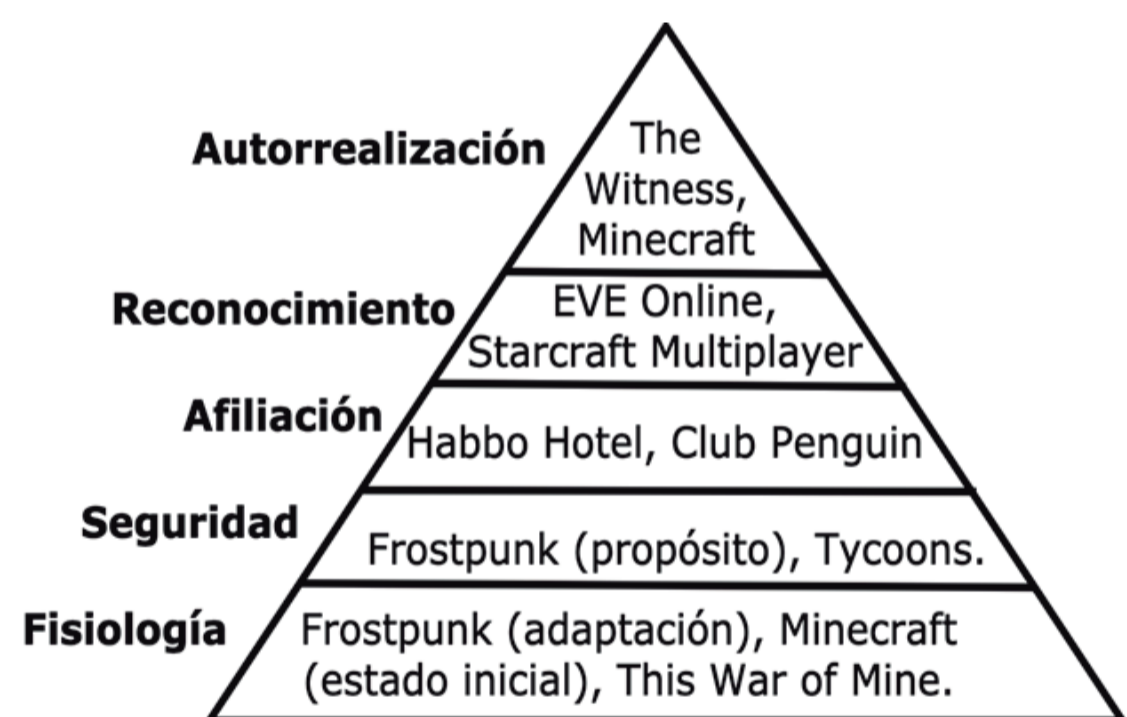 Autorrealización
The
Witness,
Minecraft
Reconocimiento
EVE Online,
Starcraft Multiplayer
Afiliación
Habbo Hotel, Club Penguin
Seguridad
Frostpunk (propósito), Tycoons.
Fisiología
Frostpunk (adaptación), Minecraft
(estado inicial), This War of Mine.